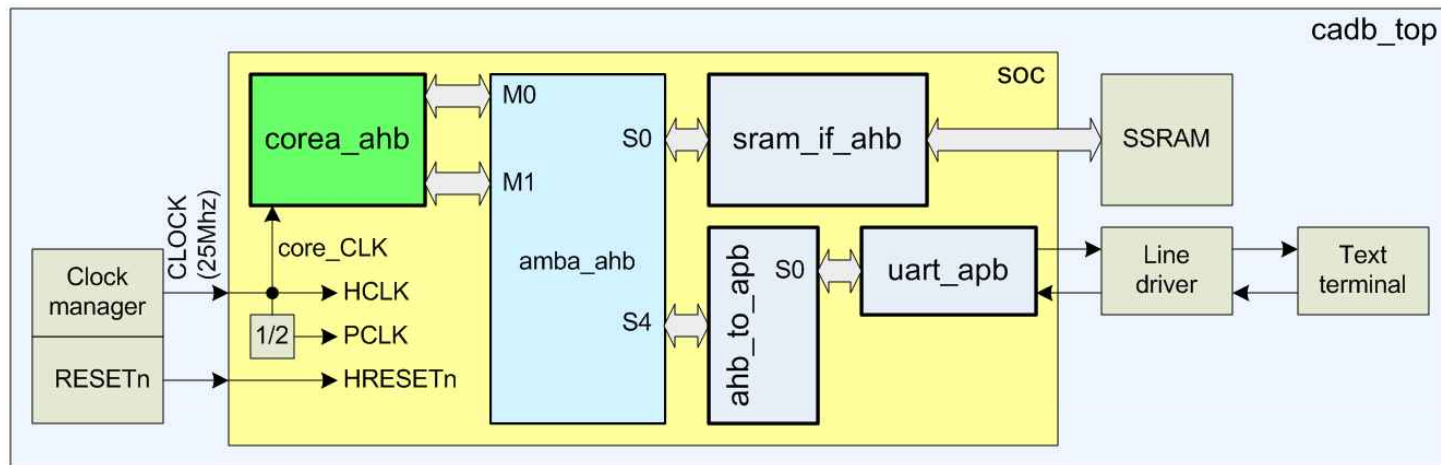 cadb_top
soc
corea_ahb
M0
M1
S0
S4
amba_ahb
sram_if_ahb
SSRAM
CLOCK
(25Mhz)
core_CLK
Clock
manager
HCLK
1/2
PCLK
RESETn
HRESETn
ahb_to_apb
S0
uart_apb
Line
driver
Text
terminal